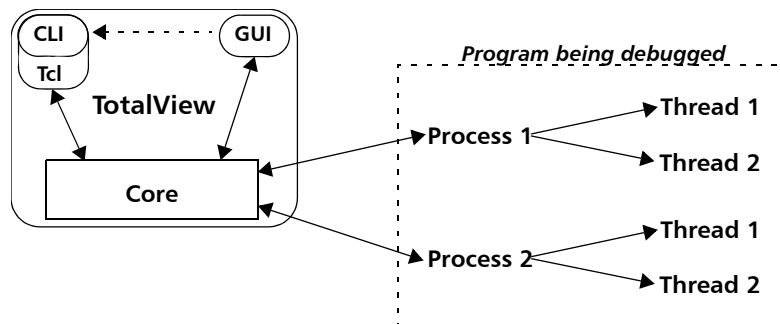 CLI
GUI
Tcl
TotalView
Core
Program being debugged
Process 1
Thread 1
Thread 2
Process 2
Thread 1
Thread 2